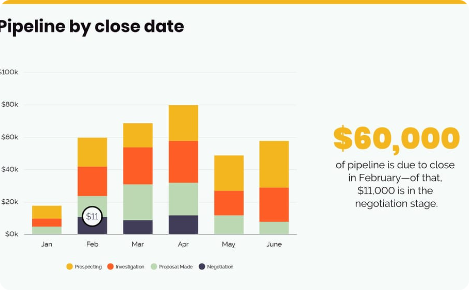 Pipeline by close date
$100k
$80k
$60k
$40k
$20k
$0k
$11
Jan Feb Mar Apr May June
Prospecting Investigation Proposal Made Negotiation
$60,000
of pipeline is due to close
in February—of that,
$11,000 is in the
negotiation stage.